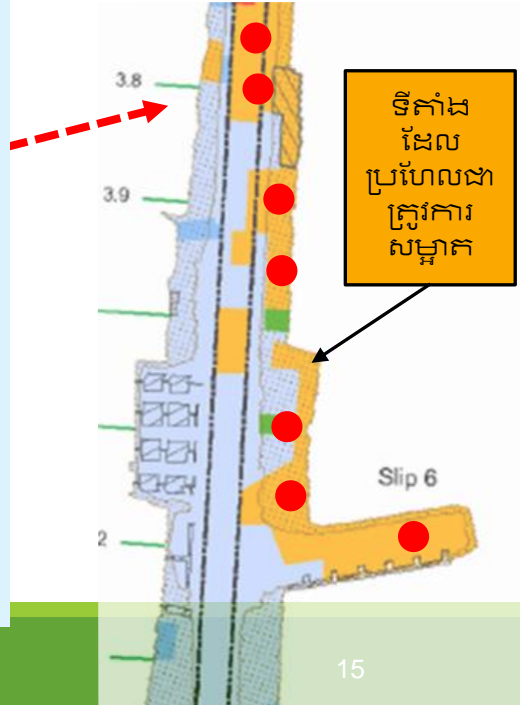 3.8
3.9
2
ទីតាំង
ដែល
ប្រហែលជា
ត្រូវការ
សម្អាត
Slip 6
15